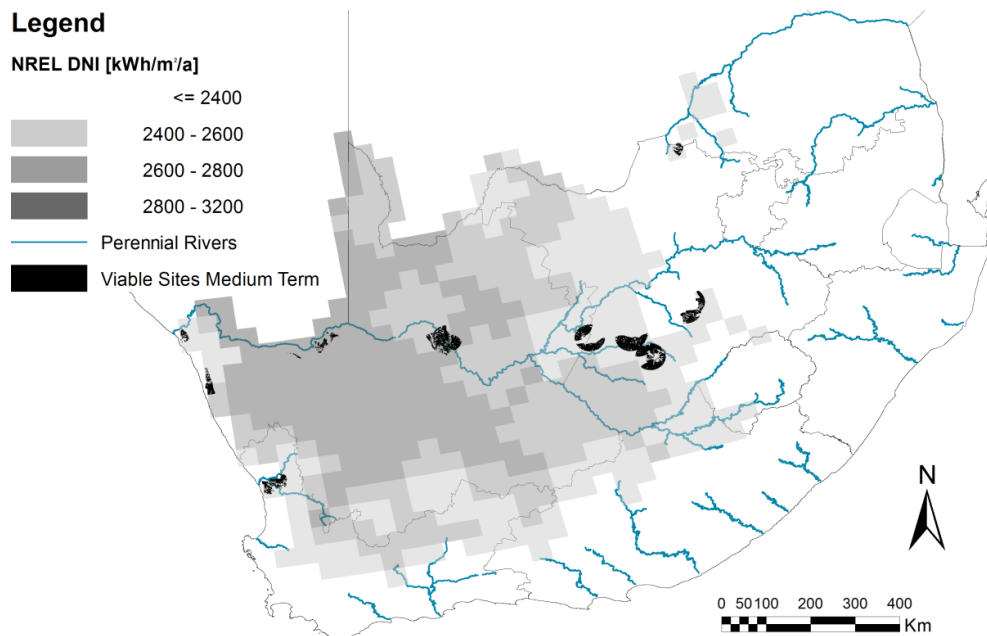 Legend
NREL DNI [kWh/m²/a]
<= 2400
2400 - 2600
2600 - 2800
2800 - 3200
Perennial Rivers
Viable Sites Medium Term
N
0 50 100 200 300 400
Km